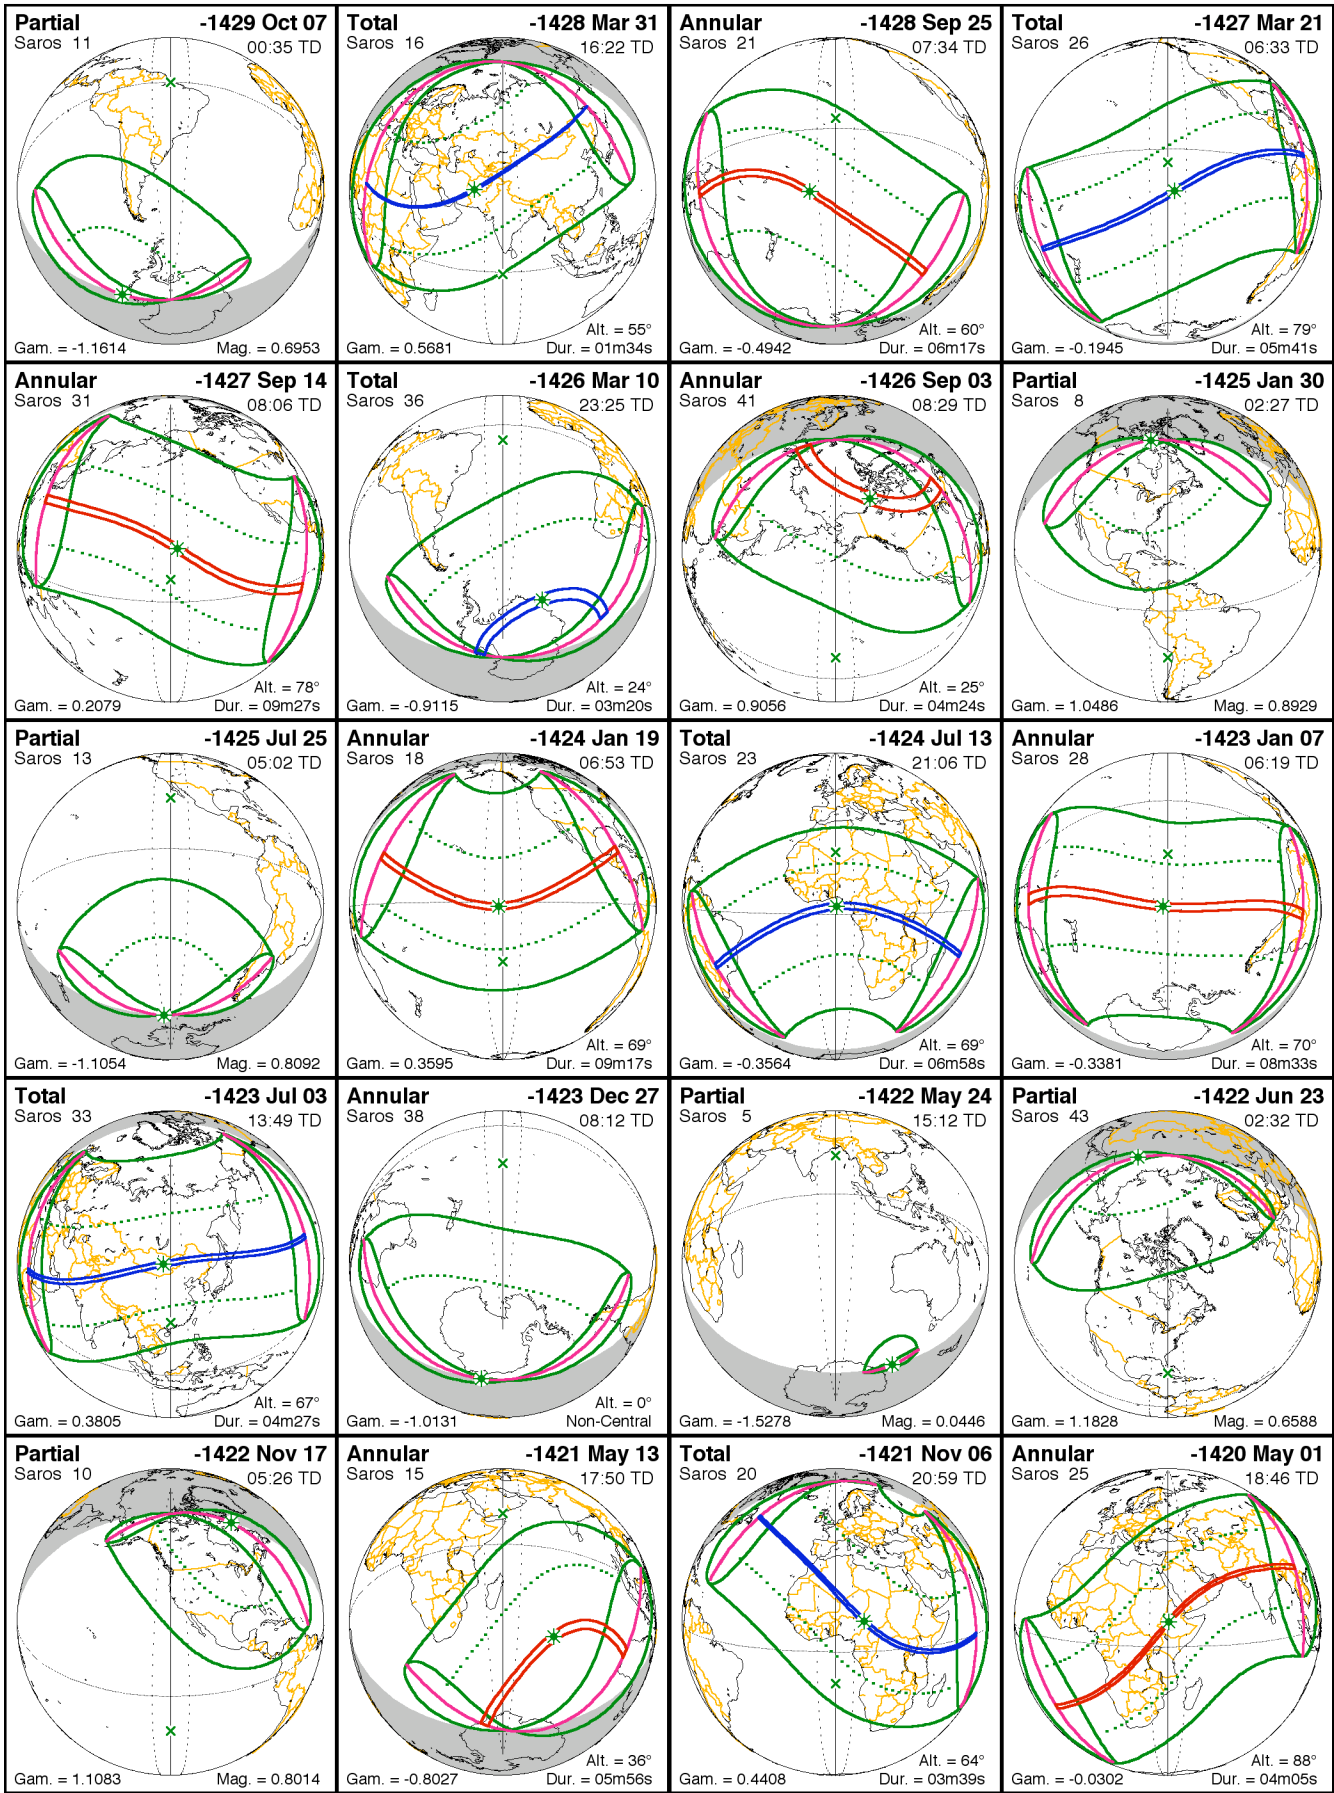 Partial -1429 Oct 07
Saros 11 00:35 TD
Gam. = -1.1614 Mag. = 0.6953
Total -1428 Mar 31
Saros 16 16:22 TD
Alt. = 55°
Gam. = 0.5681 Dur. = 01m34s
Annular -1428 Sep 25
Saros 21 07:34 TD
Alt. = 60°
Gam. = -0.4942 Dur. = 06m17s
Total -1427 Mar 21
Saros 26 06:33 TD
Alt. = 79°
Gam. = -0.1945 Dur. = 05m41s
Annular -1427 Sep 14
Saros 31 08:06 TD
Alt. = 78°
Gam. = 0.2079 Dur. = 09m27s
Total -1426 Mar 10
Saros 36 23:25 TD
Alt. = 24°
Gam. = -0.9115 Dur. = 03m20s
Annular -1426 Sep 03
Saros 41 08:29 TD
Alt. = 25°
Gam. = 0.9056 Dur. = 04m24s
Partial -1425 Jan 30
Saros 8 02:27 TD
Gam. = 1.0486 Mag. = 0.8929
Partial -1425 Jul 25
Saros 13 05:02 TD
Gam. = -1.1054 Mag. = 0.8092
Annular -1424 Jan 19
Saros 18 06:53 TD
Alt. = 69°
Gam. = 0.3595 Dur. = 09m17s
Total -1424 Jul 13
Saros 23 21:06 TD
Alt. = 69°
Gam. = -0.3564 Dur. = 06m58s
Annular -1423 Jan 07
Saros 28 06:19 TD
Alt. = 70°
Gam. = -0.3381 Dur. = 08m33s
Total -1423 Jul 03
Saros 33 13:49 TD
Alt. = 67°
Gam. = 0.3805 Dur. = 04m27s
Annular -1423 Dec 27
Saros 38 08:12 TD
Alt. = 0°
Gam. = -1.0131 Non-Central
Partial -1422 May 24
Saros 5 15:12 TD
Gam. = -1.5278 Mag. = 0.0446
Partial -1422 Jun 23
Saros 43 02:32 TD
Gam. = 1.1828 Mag. = 0.6588
Partial -1422 Nov 17
Saros 10 05:26 TD
Gam. = 1.1083 Mag. = 0.8014
Annular -1421 May 13
Saros 15 17:50 TD
Alt. = 36°
Gam. = -0.8027 Dur. = 05m56s
Total -1421 Nov 06
Saros 20 20:59 TD
Alt. = 64°
Gam. = 0.4408 Dur. = 03m39s
Annular -1420 May 01
Saros 25 18:46 TD
Alt. = 88°
Gam. = -0.0302 Dur. = 04m05s